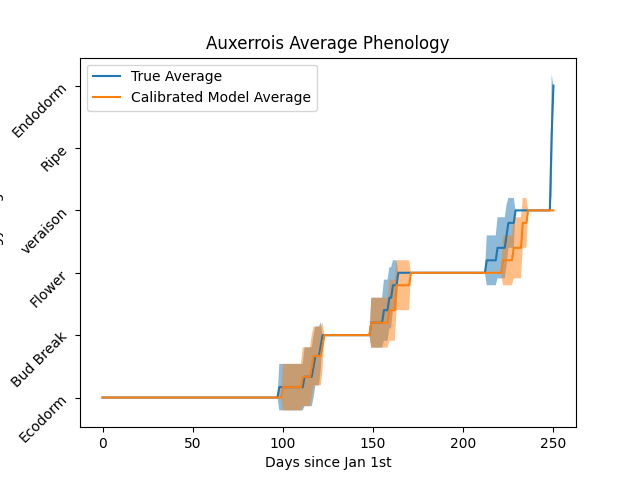 Auxerrois Average Phenology
True Average
Calibrated Model Average
Endodorm
Ripe
veraison
Flower
Bud Break
Ecodorm
0 50 100 150 200 250
Days since Jan 1st